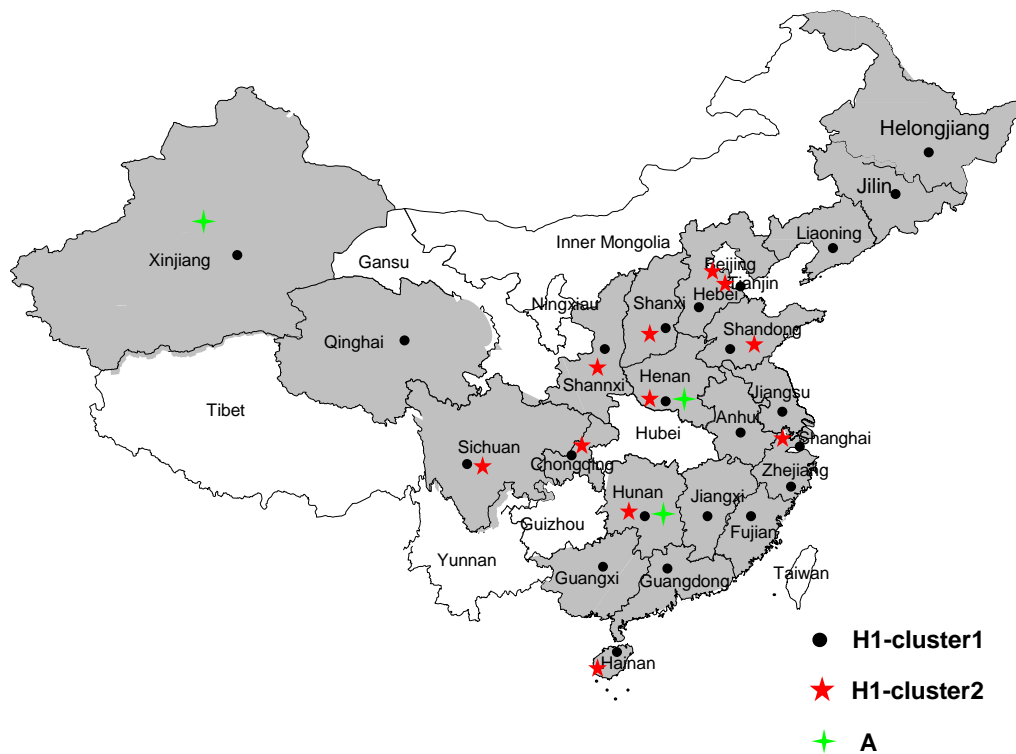 Helongjiang
Jilin
Liaoning
Inner Mongolia
Xinjiang
Gansu
Beijing
Tianjin
Hebei
Ningxiau
Shanxi
Qinghai
Shandong
Shannxi
Henan
Jiangsu
Tibet
Anhui
Hubei
Shanghai
Sichuan
Chongqing
Zhejiang
Hunan
Jiangxi
Guizhou
Fujian
Yunnan
Guangxi
Guangdong
Taiwan
Hainan
H1-cluster1
H1-cluster2
A